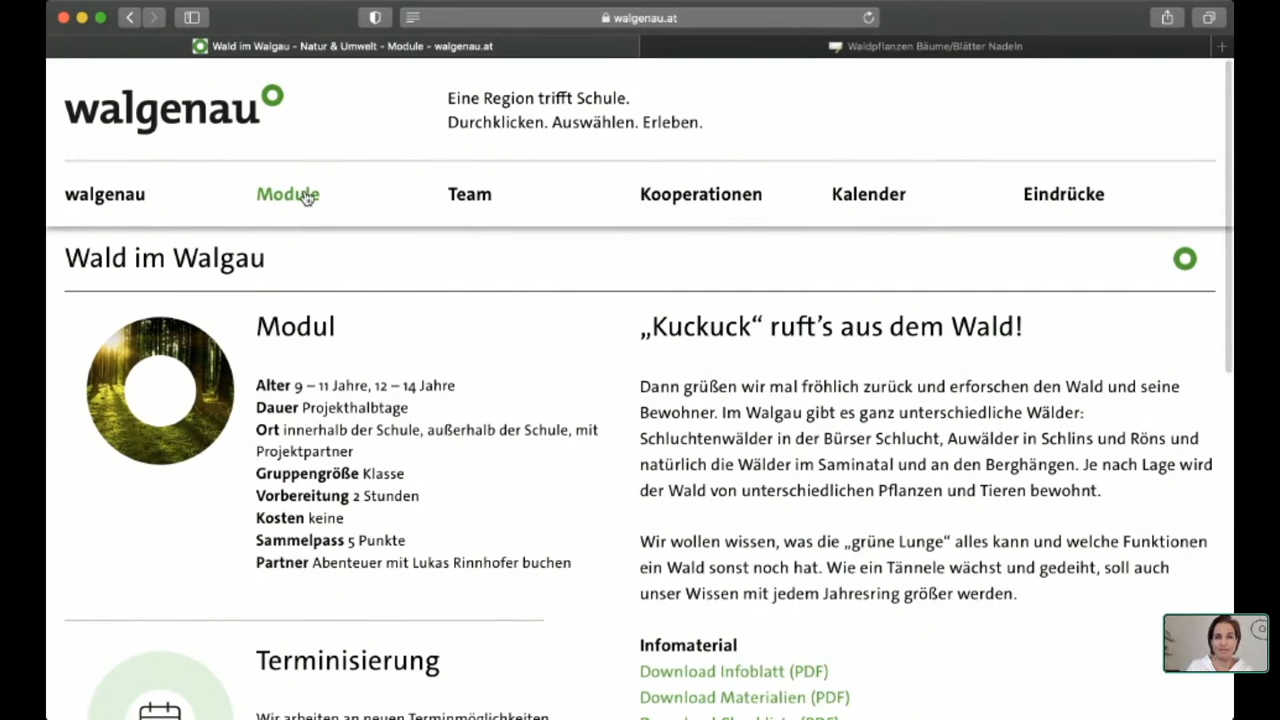 walgenau.at
Wald im Walgau - Natur & Umwelt - Module - walgenau.at
Waldpflanzen Bäume/Blätter Nadeln
walgenau
Eine Region trifft Schule.
Durchklicken. Auswählen. Erleben.
walgenau Module Team Kooperationen Kalender Eindrücke
Wald im Walgau
Modul
Alter 9 – 11 Jahre, 12 – 14 Jahre
Dauer Projekthalbtage
Ort innerhalb der Schule, außerhalb der Schule, mit
Projektpartner
Gruppengröße Klasse
Vorbereitung 2 Stunden
Kosten keine
Sammelpass 5 Punkte
Partner Abenteuer mit Lukas Rinnhofer buchen
Terminisierung
Wir arbeiten an neuen Terminmöglichkeiten
„Kuckuck“ ruft’s aus dem Wald!
Dann grüßen wir mal fröhlich zurück und erforschen den Wald und seine
Bewohner. Im Walgau gibt es ganz unterschiedliche Wälder:
Schluchtenwälder in der Bürser Schlucht, Auwälder in Schlins und Röns und
natürlich die Wälder im Saminatal und an den Berghängen. Je nach Lage wird
der Wald von unterschiedlichen Pflanzen und Tieren bewohnt.
Wir wollen wissen, was die „grüne Lunge“ alles kann und welche Funktionen
ein Wald sonst noch hat. Wie ein Tännele wächst und gedeiht, soll auch
unser Wissen mit jedem Jahresring größer werden.
Infomaterial
Download Infoblatt (PDF)
Download Materialien (PDF)
Download Checkliste (PDF)